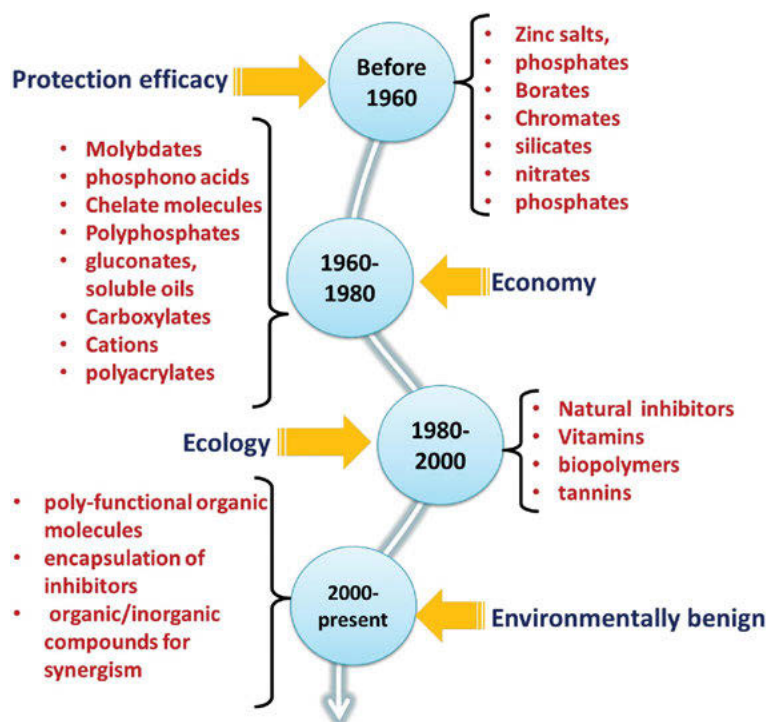 Protection efficacy
Before
1960
• Zinc salts,
• phosphates
• Borates
• Chromates
• silicates
• nitrates
• phosphates
• Molybdates
• phosphono acids
• Chelate molecules
• Polyphosphates
• gluconates,
soluble oils
• Carboxylates
• Cations
• polyacrylates
1960-
1980
Economy
Ecology
1980-
2000
• Natural inhibitors
• Vitamins
• biopolymers
• tannins
• poly-functional organic
molecules
• encapsulation of
inhibitors
• organic/inorganic
compounds for
synergism
2000-
present
Environmentally benign